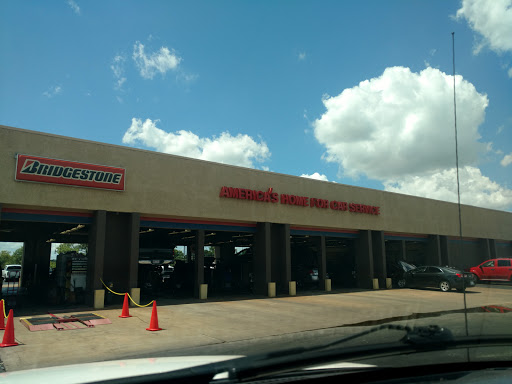 BRIDGESTONE
AMERICA'S HOME FOR CAR SERVICE